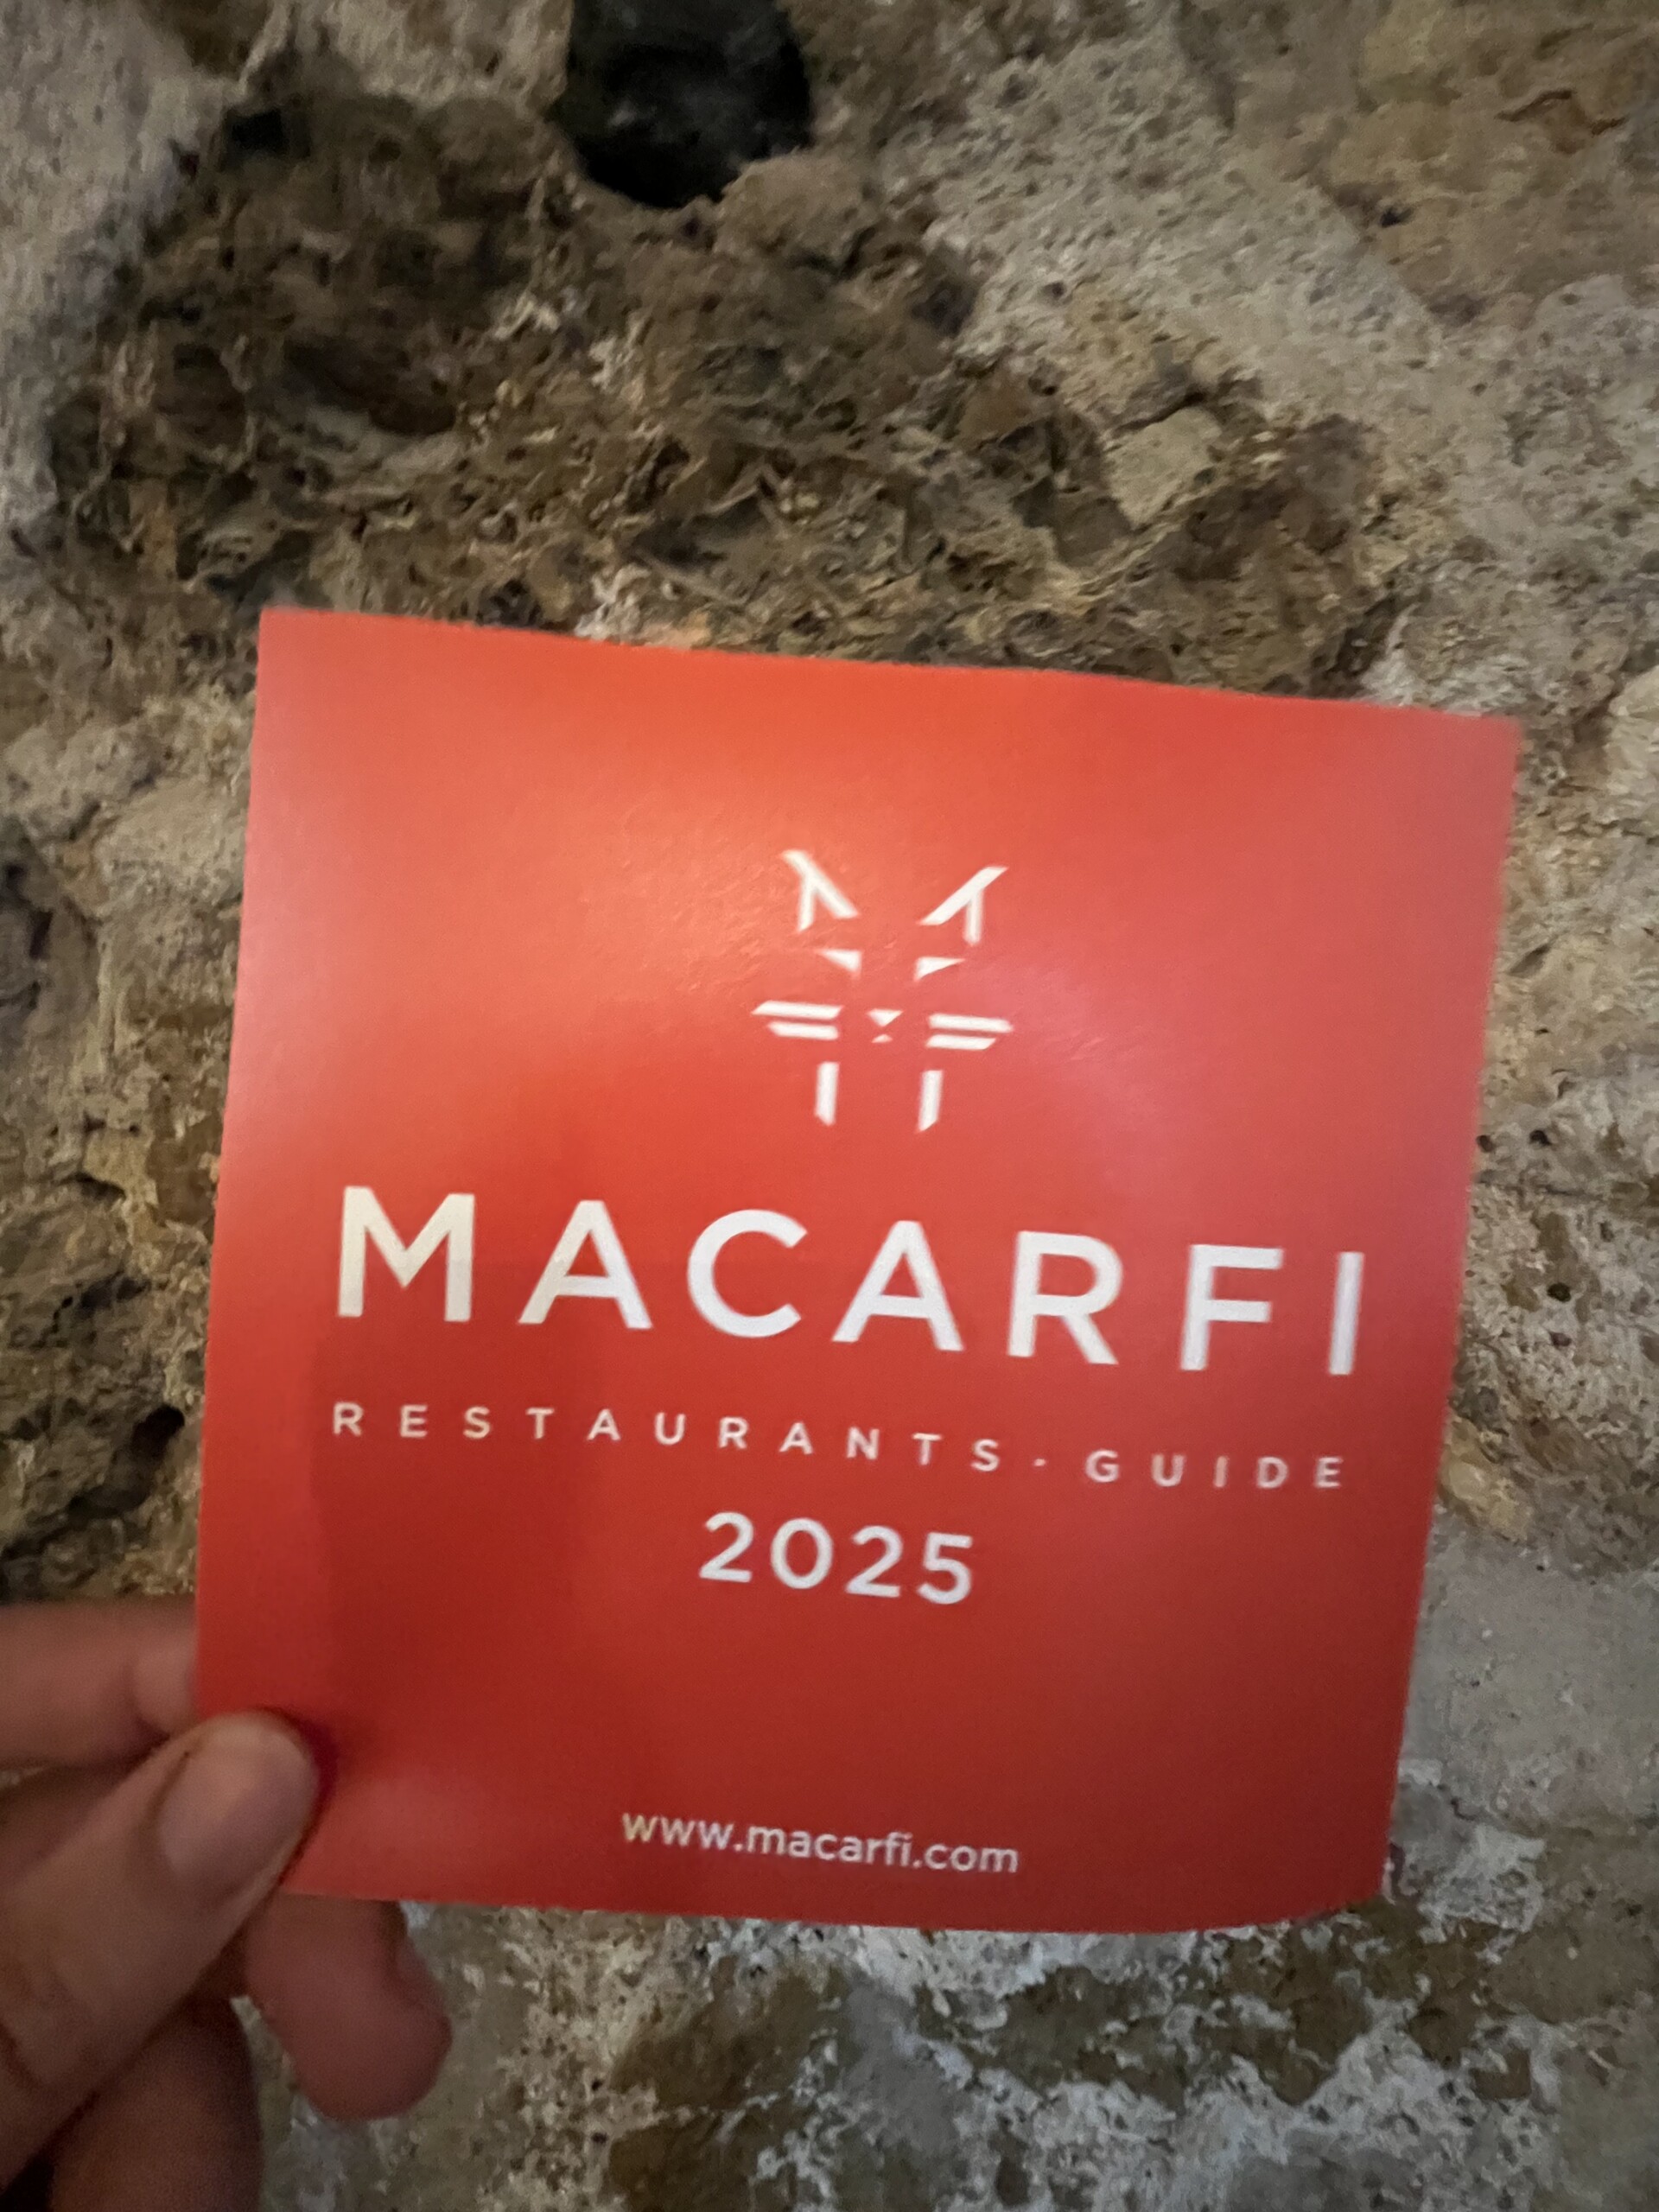 MACARFI
RESTAURANTS · GUIDE
2025
www.macarfi.com